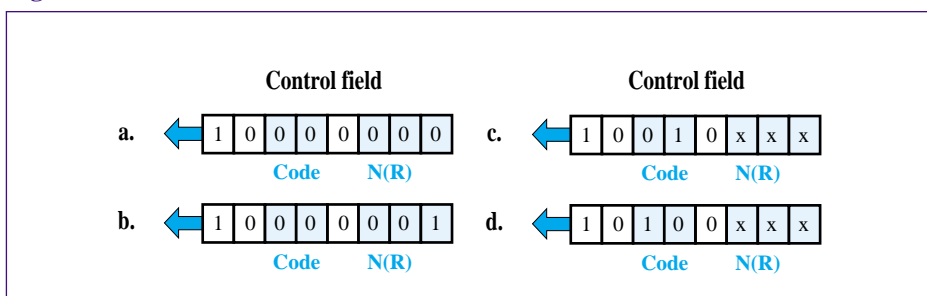 Control field Control field
a. 1 0 0 0 0 0 0 0 c. 1 0 0 1 0 x x x
Code N(R) Code N(R)
b. 1 0 0 0 0 0 0 1 d. 1 0 1 0 0 x x x
Code N(R) Code N(R)